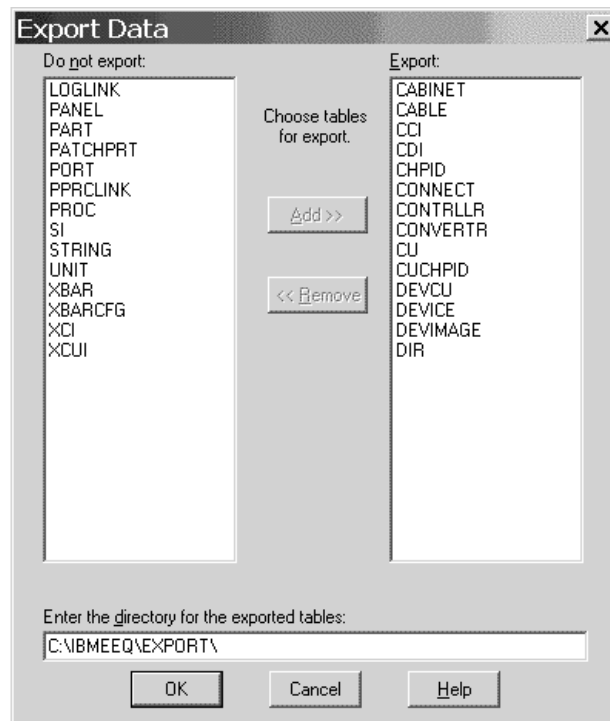 Export Data
Do not export:
LOGLINK
PANEL
PART
PATCHPRT
PORT
PPRCLINK
PROC
SI
STRING
UNIT
XBAR
XBARCFG
XCI
XCUI
Choose tables
for export.
Add >>
<< Remove
Export:
CABINET
CABLE
CCI
CDI
CHPID
CONNECT
CONTRLLR
CONVERTR
CU
CUCHPID
DEVCU
DEVICE
DEVIMAGE
DIR
Enter the directory for the exported tables:
C:\IBMEEQ\EXPORT\
OK
Cancel
Help